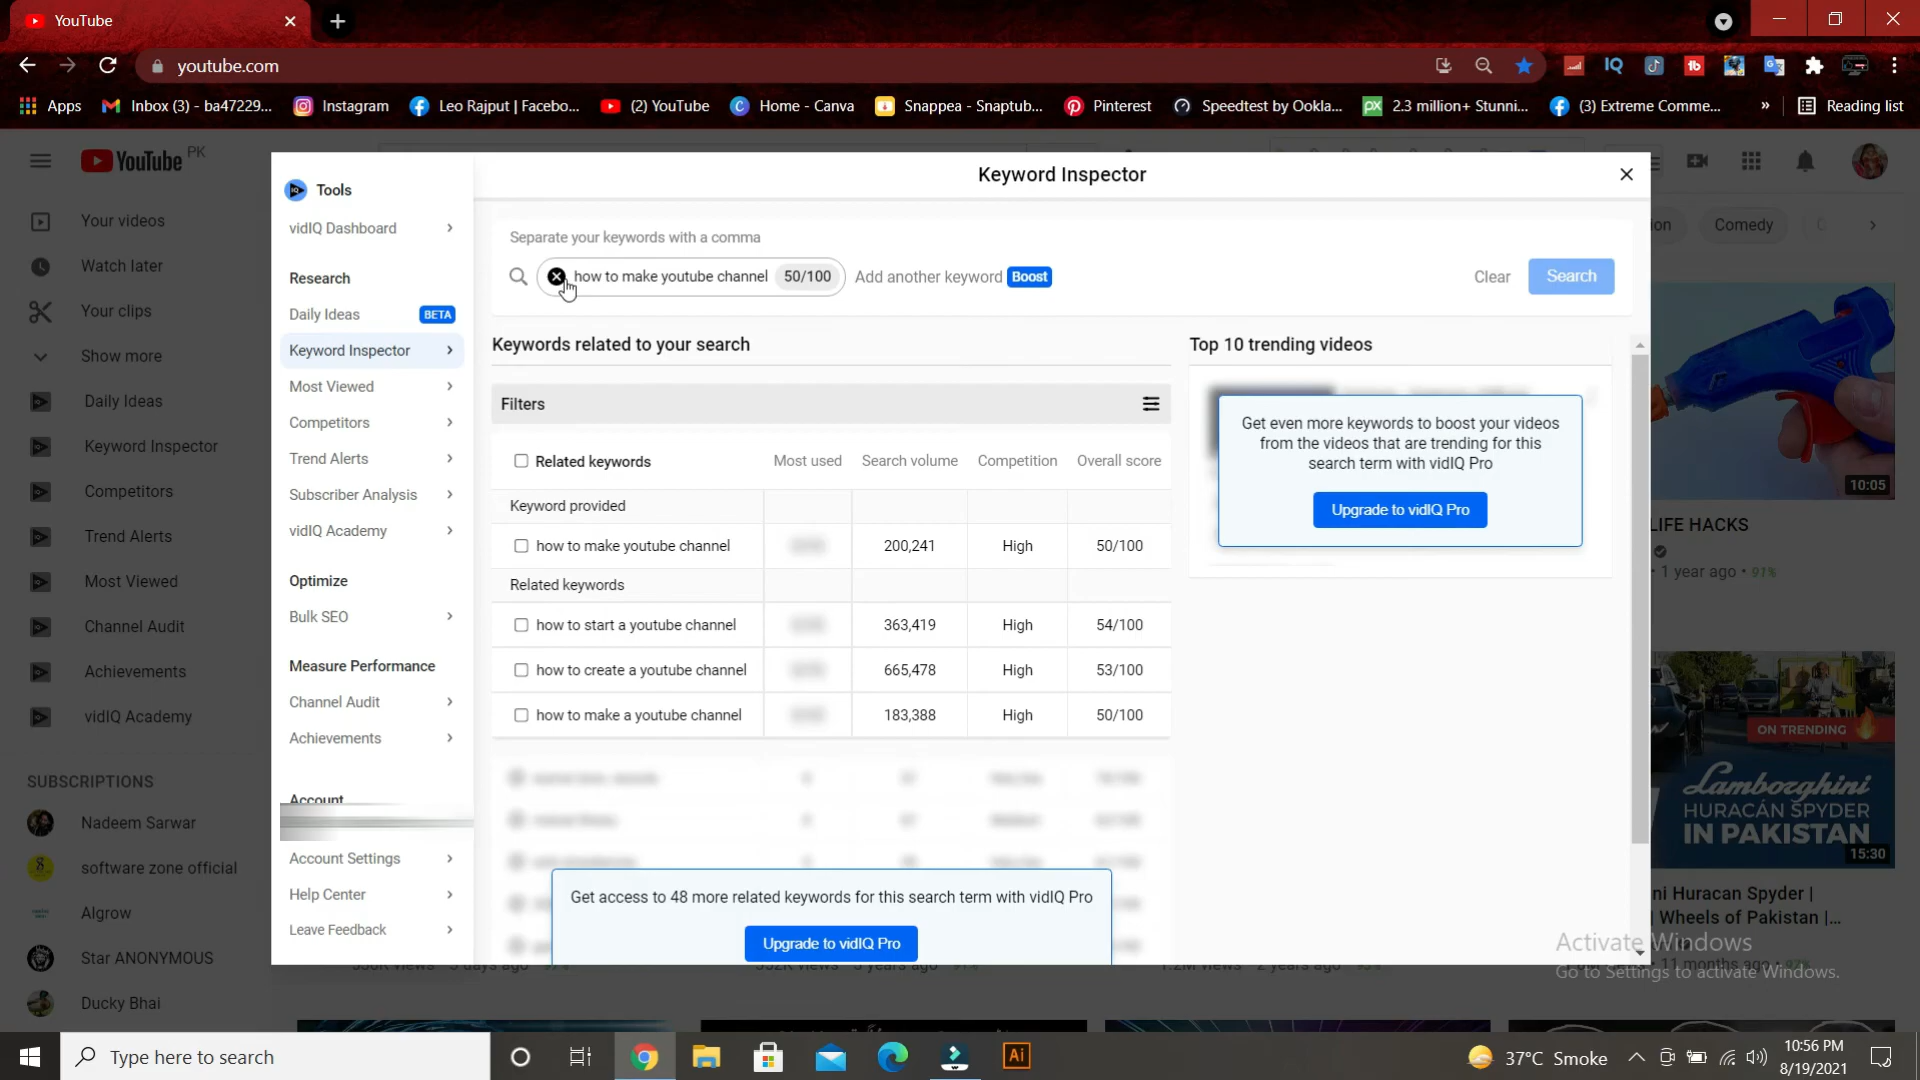 YouTube
youtube.com
Apps
Inbox (3) - ba47229...
Instagram
Leo Rajput | Facebo...
(2) YouTube
Home - Canva
Snappea - Snaptub...
Pinterest
Speedtest by Ookla...
2.3 million+ Stunni...
(3) Extreme Comme...
»
Reading list
YouTube PK
Your videos
Watch later
Your clips
Show more
Daily Ideas
Keyword Inspector
Competitors
Trend Alerts
Most Viewed
Channel Audit
Achievements
vidIQ Academy
SUBSCRIPTIONS
Nadeem Sarwar
software zone official
Algrow
Star ANONYMOUS
Ducky Bhai
Tools
vidIQ Dashboard
Research
Daily Ideas BETA
Keyword Inspector
Most Viewed
Competitors
Trend Alerts
Subscriber Analysis
vidIQ Academy
Optimize
Bulk SEO
Measure Performance
Channel Audit
Achievements
Account
Account Settings
Help Center
Leave Feedback
Keyword Inspector
Separate your keywords with a comma
how to make youtube channel 50/100 Add another keyword Boost
Clear
Search
Keywords related to your search
Filters
Related keywords Most used Search volume Competition Overall score
Keyword provided
how to make youtube channel 200,241 High 50/100
Related keywords
how to start a youtube channel 363,419 High 54/100
how to create a youtube channel 665,478 High 53/100
how to make a youtube channel 183,388 High 50/100
Get access to 48 more related keywords for this search term with vidIQ Pro
Upgrade to vidIQ Pro
Top 10 trending videos
Get even more keywords to boost your videos
from the videos that are trending for this
search term with vidIQ Pro
Upgrade to vidIQ Pro
Comedy
10:05
LIFE HACKS
1 year ago • 91%
ON TRENDING
Lamborghini
HURACÁN SPYDER
IN PAKISTAN
15:30
ni Huracan Spyder |
| Wheels of Pakistan |...
11 months ago
Activate Windows
Go to Settings to activate Windows.
Type here to search
Ai
37°C Smoke
10:56 PM
8/19/2021